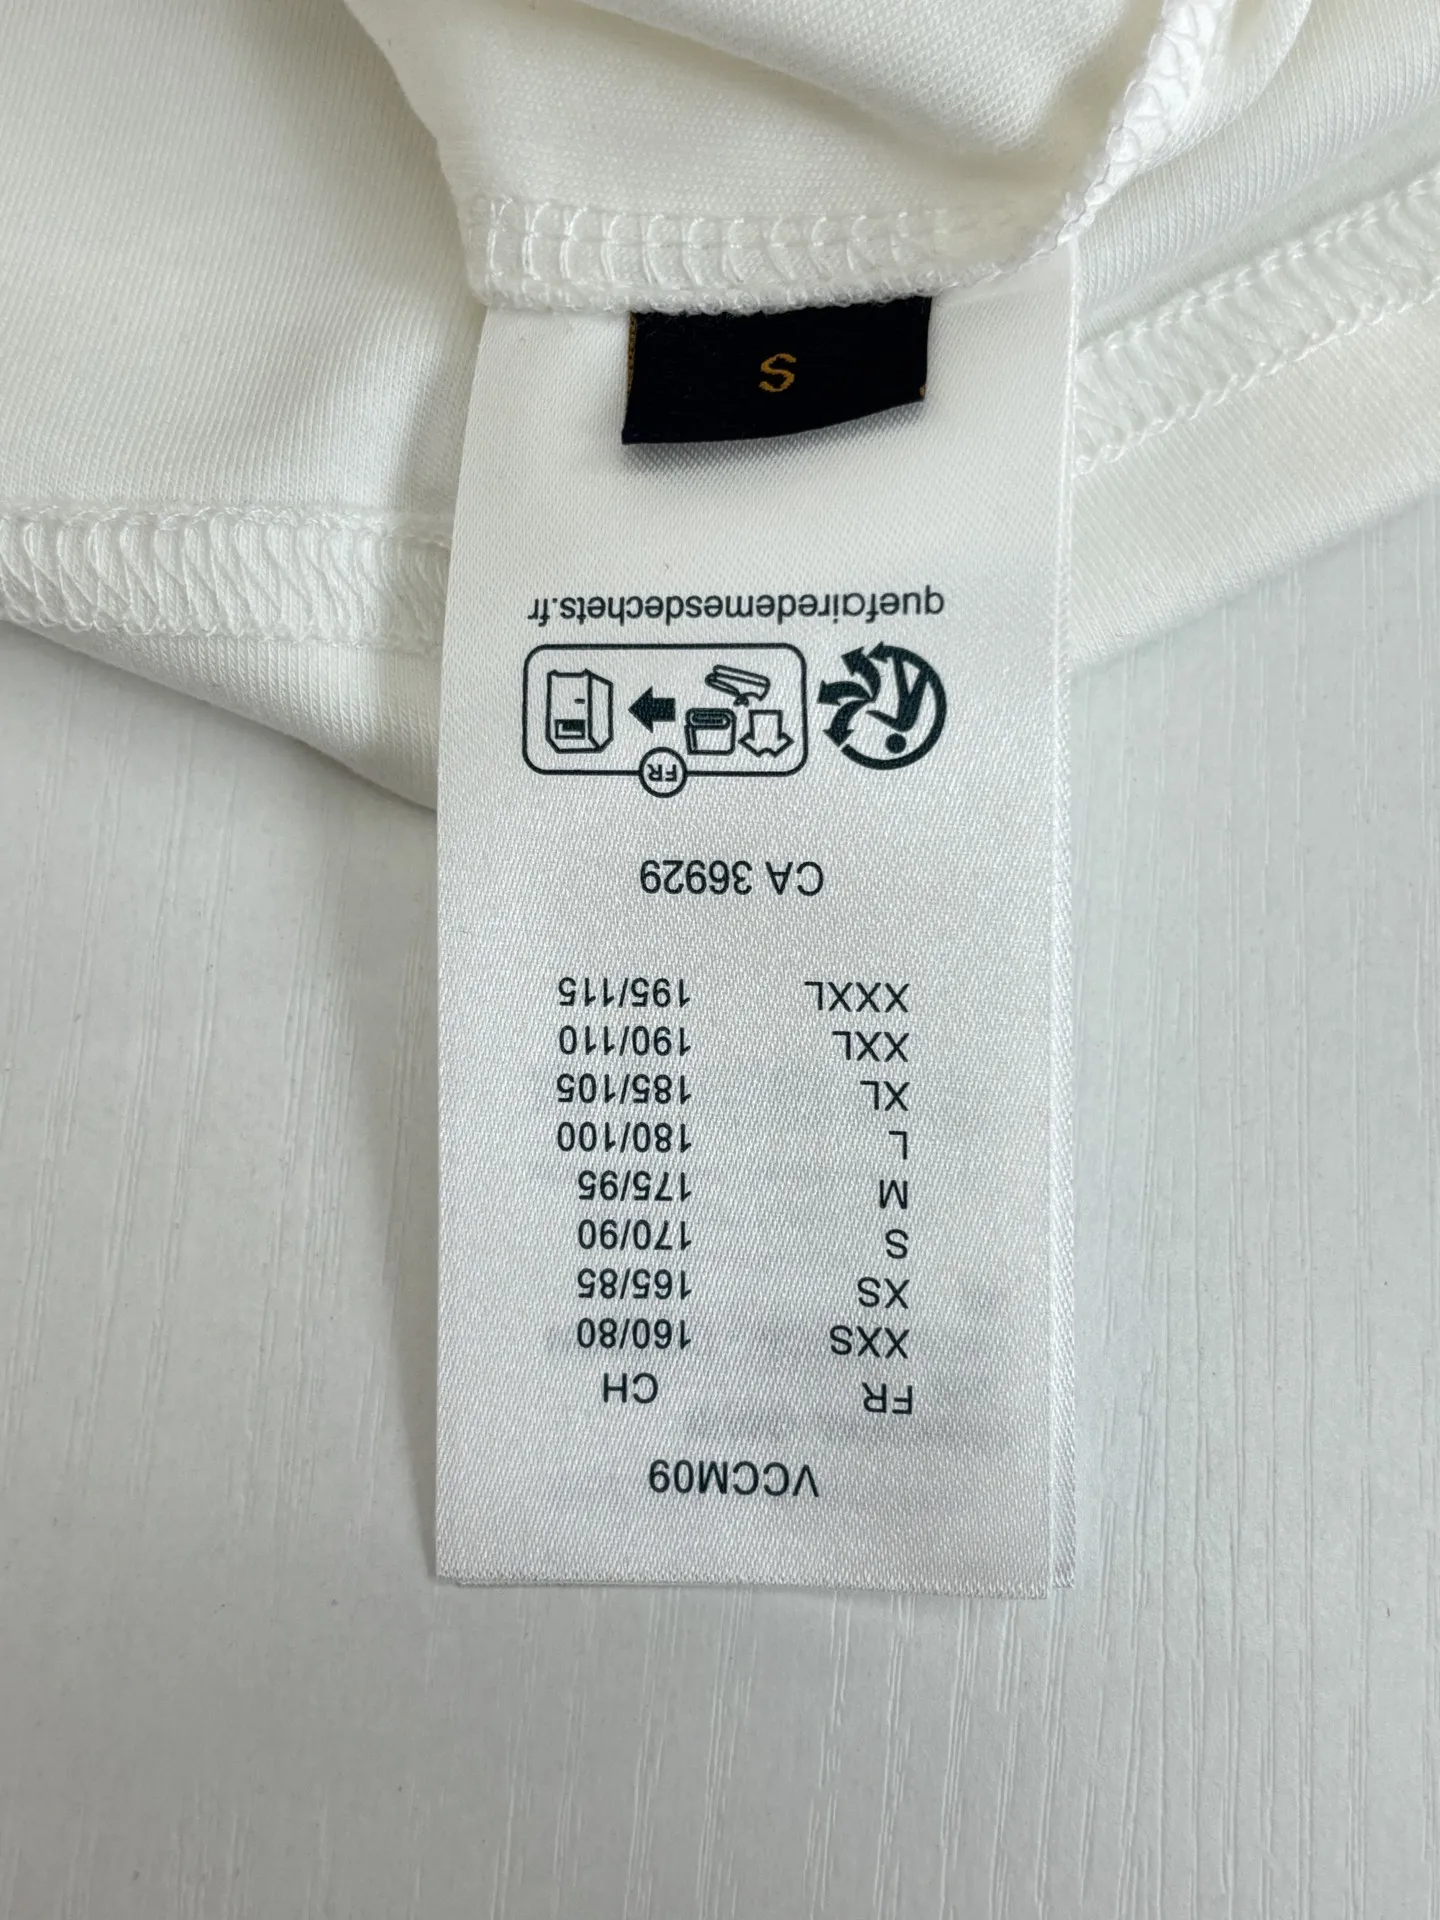 VCCM09
FR CH
XXS 160/80
XS 165/85
S 170/90
M 175/95
L 180/100
XL 185/105
XXL 190/110
XXXL 195/115
CA 36929
FR
quefairedemesdechets.fr
S